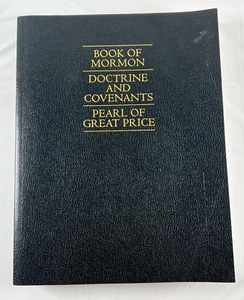 BOOK OF
MORMON
DOCTRINE
AND
COVENANTS
PEARL OF
GREAT PRICE